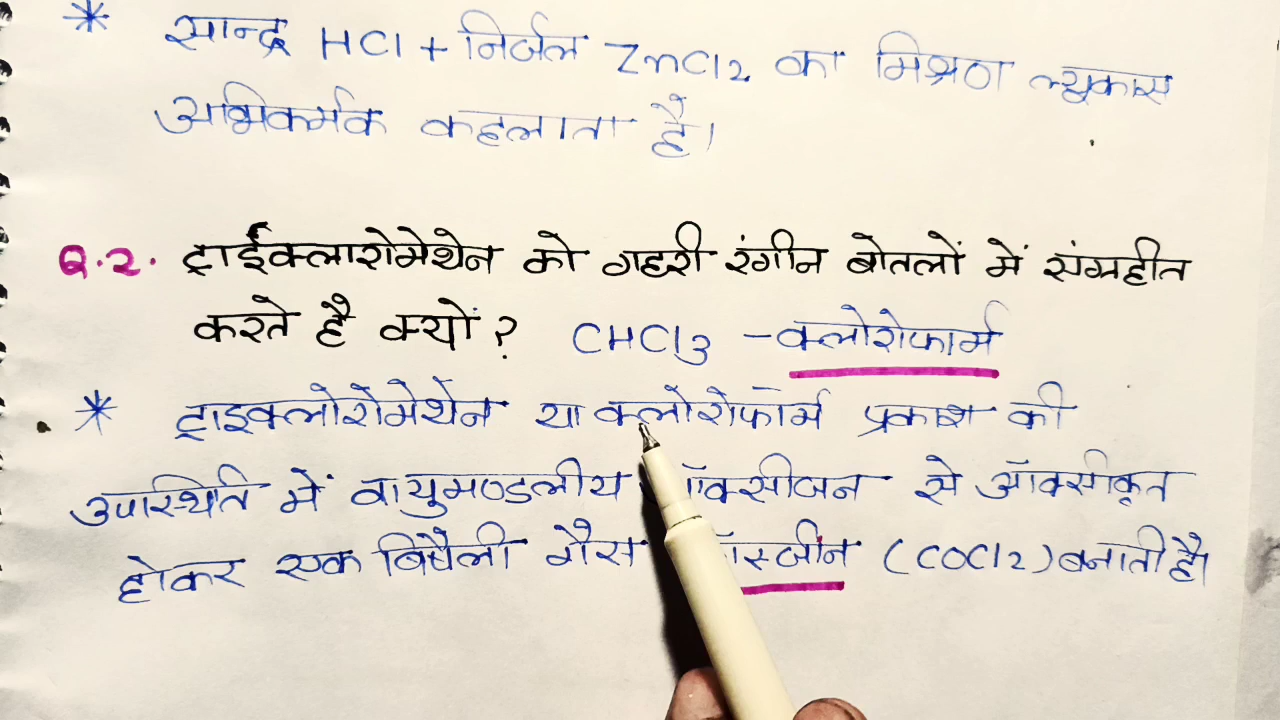 * सान्द्र HCl + निर्जल ZnCl2 का मिश्रण ल्यूकास
अभिकर्मक कहलाता है।
Q.2. ट्राईक्लारोमेथेन को गहरी रंगीन बोतलों में संग्रहीत
करते है क्यों? CHCl3 - क्लोरोफार्म
* ट्राइक्लोरोमेथेन या क्लोरोफॉर्म प्रकाश की
उपस्थिति में वायुमण्डलीय ऑक्सीजन से ऑक्सीकृत
होकर एक बिषैली गैस (COCl2) बनाती है।